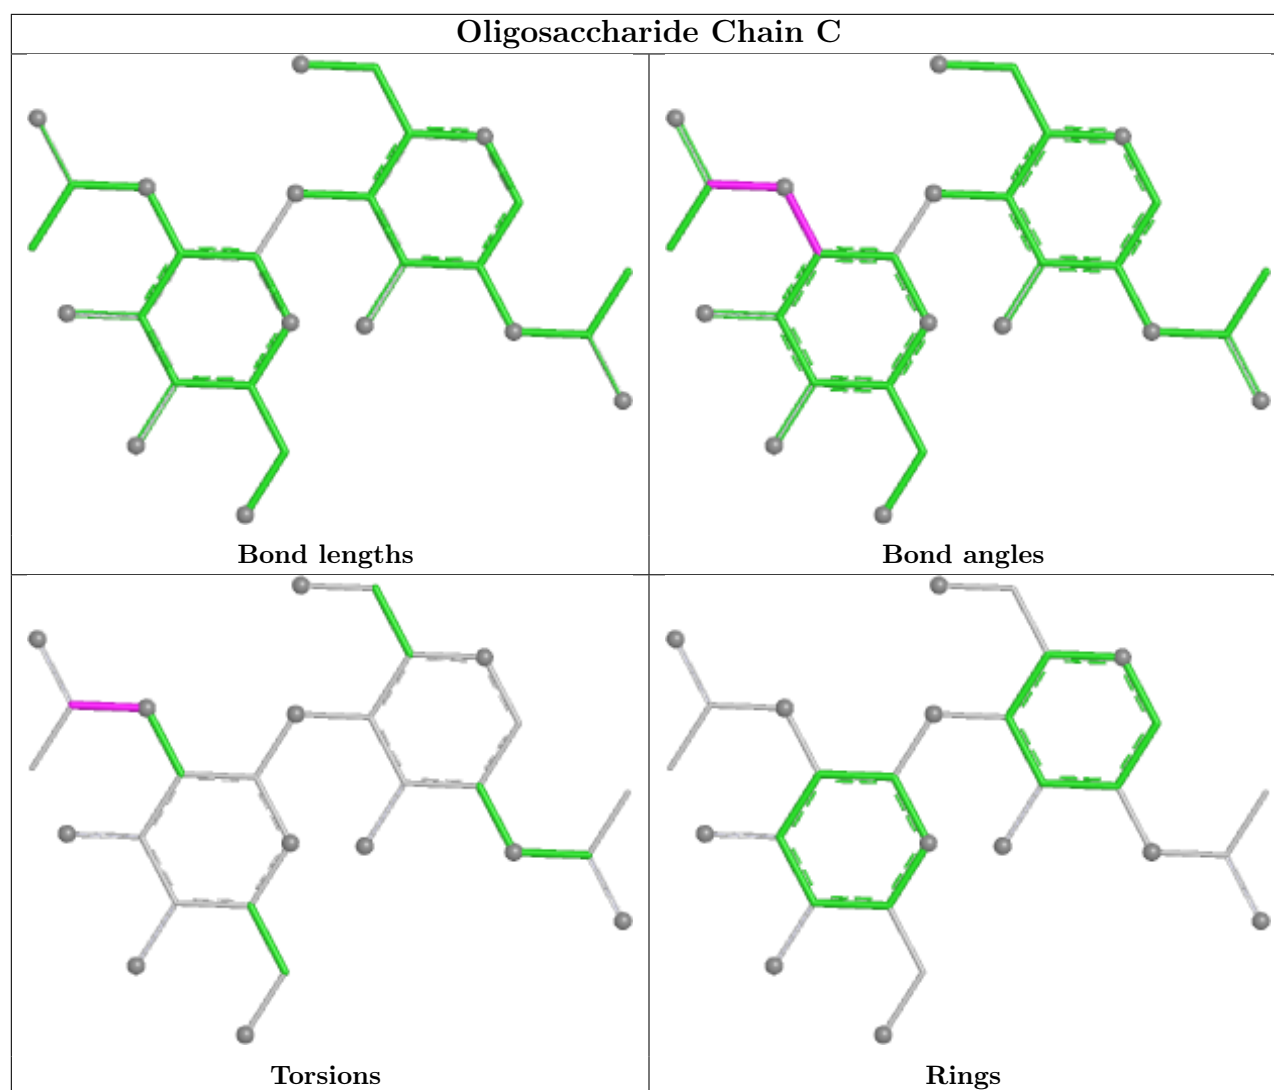 Oligosaccharide Chain C
Bond lengths
Bond angles
Torsions
Rings